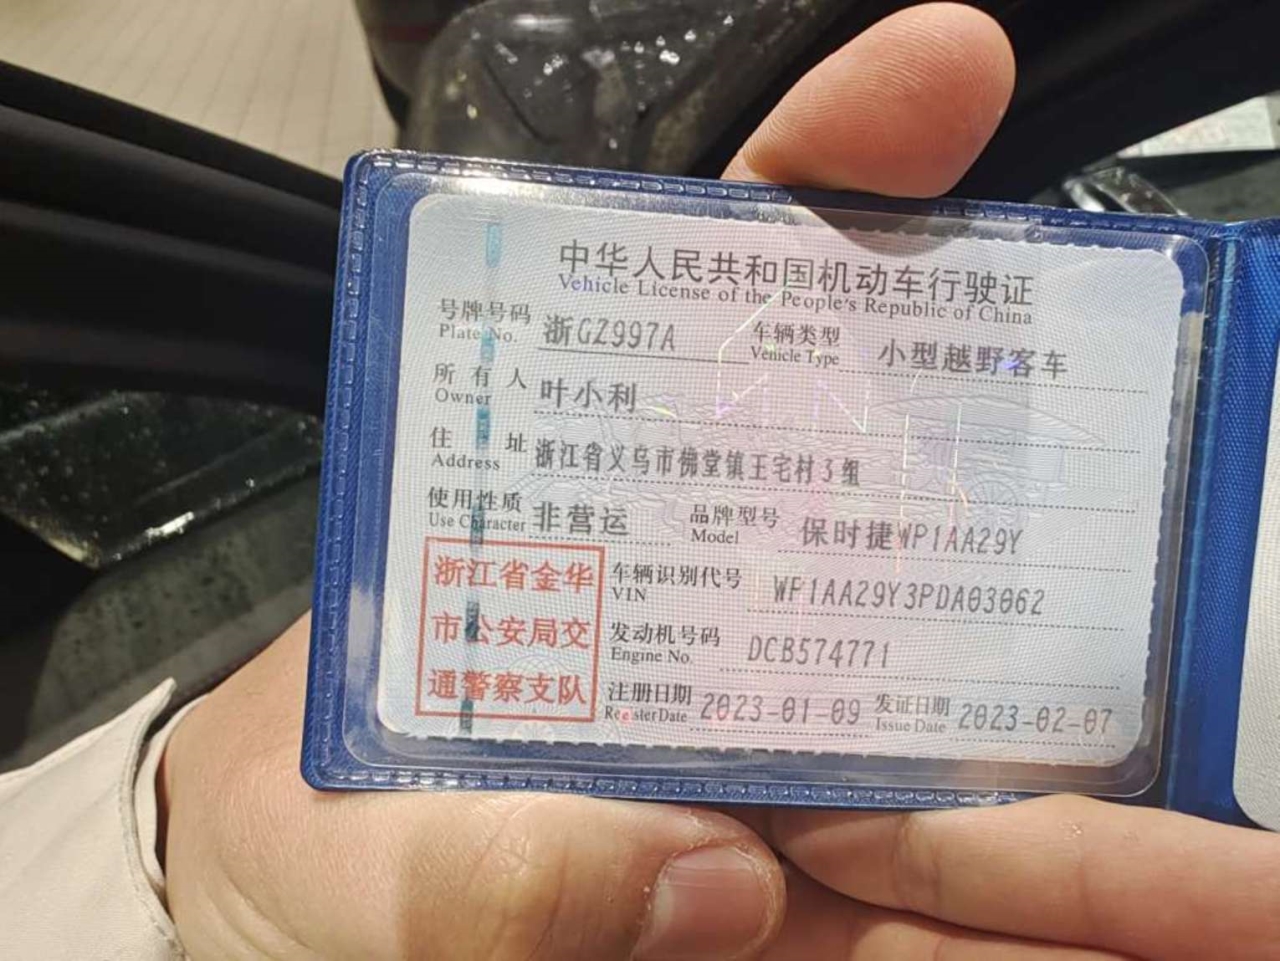 中华人民共和国机动车行驶证
Vehicle License of the People's Republic of China
号牌号码 浙GZ997A 车辆类型 小型越野客车
Plate No. Vehicle Type
所有人 叶小利
Owner
住址 浙江省义乌市佛堂镇王宅村3组
Address
使用性质 非营运 品牌型号 保时捷WP1AA29Y
Use Character Model
浙江省金华
市公安局交
通警察支队
车辆识别代号 WP1AA29Y3PDA03062
VIN
发动机号码 DCB574771
Engine No.
注册日期 2023-01-09 发证日期 2023-02-07
Register Date Issue Date